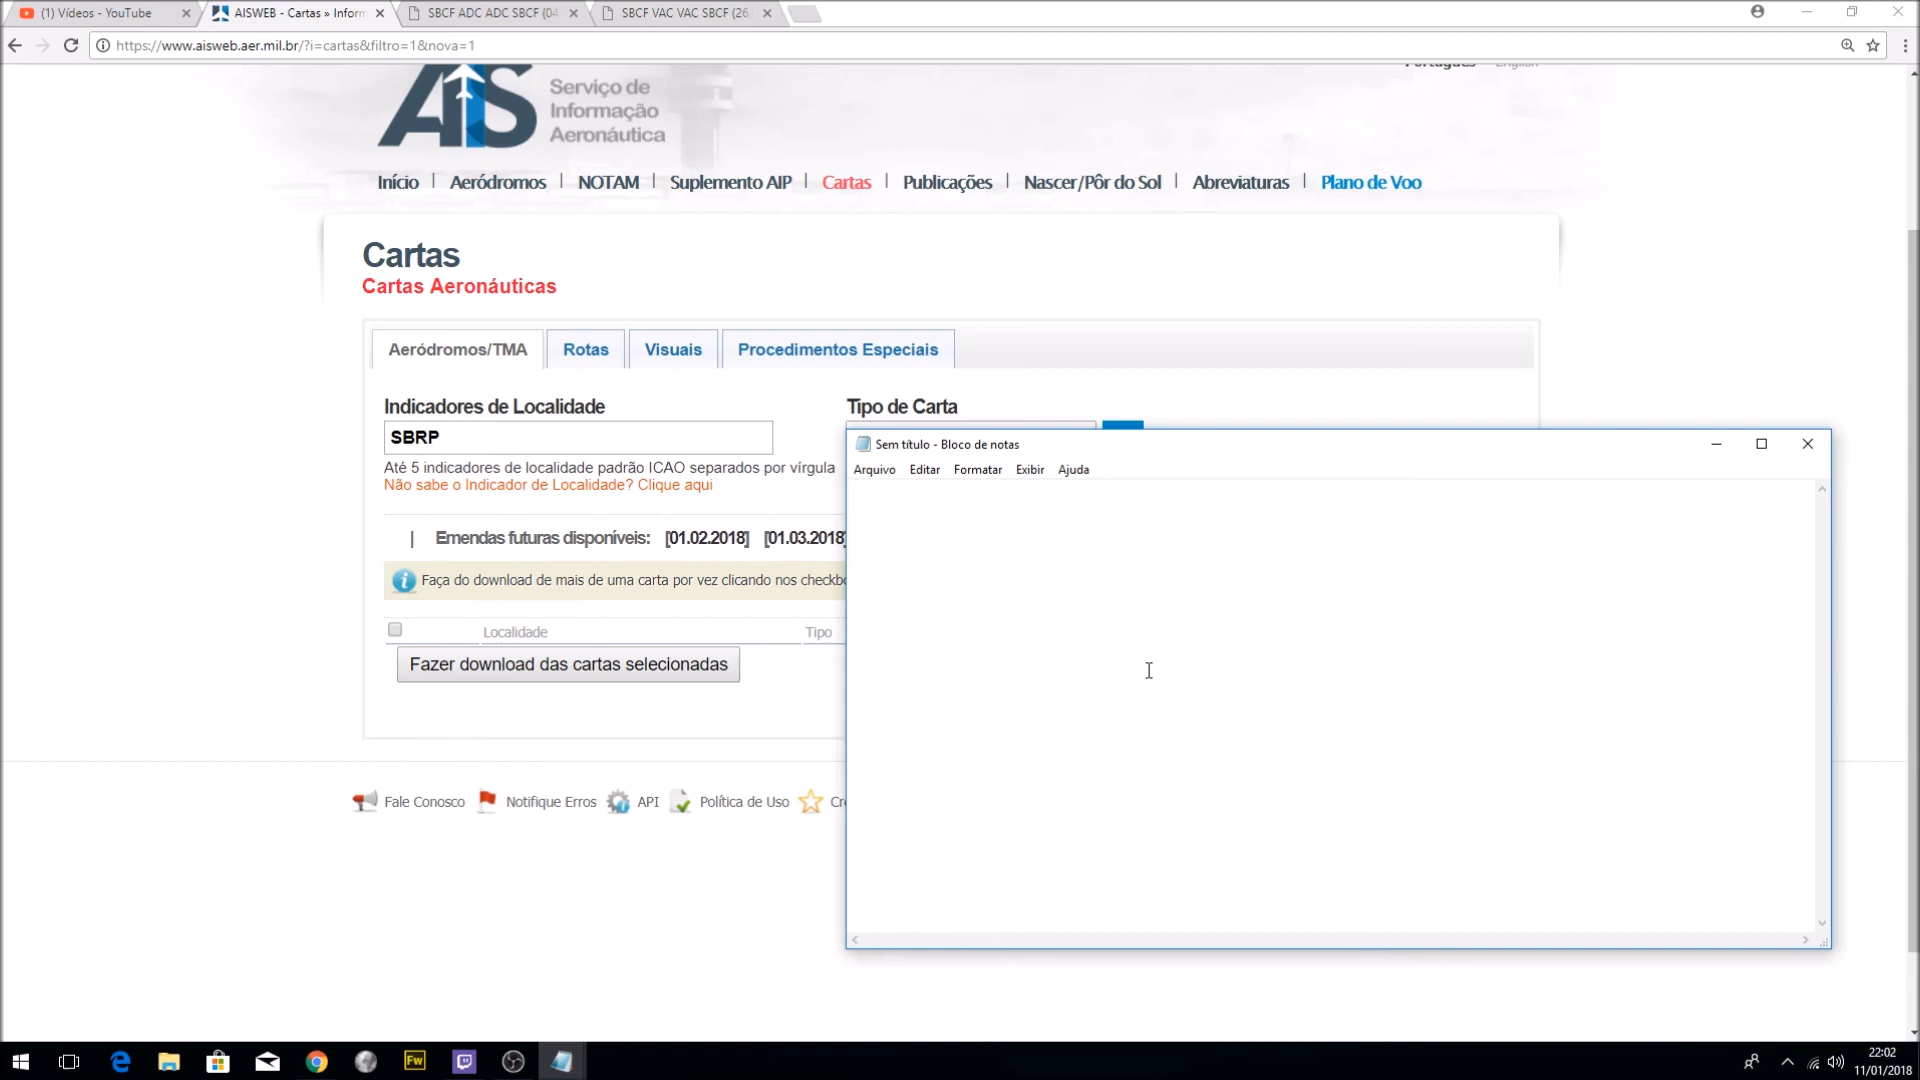 (1) Vídeos - YouTube
AISWEB - Cartas » Inform
SBCF ADC ADC SBCF (04
SBCF VAC VAC SBCF (26
https://www.aisweb.aer.mil.br/?i=cartas&filtro=1&nova=1
Português English
AIS
Serviço de
Informação
Aeronáutica
Início | Aeródromos | NOTAM | Suplemento AIP | Cartas | Publicações | Nascer/Pôr do Sol | Abreviaturas | Plano de Voo
Cartas
Cartas Aeronáuticas
Aeródromos/TMA Rotas Visuais Procedimentos Especiais
Indicadores de Localidade
Tipo de Carta
SBRP
Até 5 indicadores de localidade padrão ICAO separados por vírgula
Não sabe o Indicador de Localidade? Clique aqui
| Emendas futuras disponíveis: [01.02.2018] [01.03.2018]
Faça do download de mais de uma carta por vez clicando nos checkbo
Localidade Tipo
Fazer download das cartas selecionadas
Fale Conosco Notifique Erros API Política de Uso Cr
Sem título - Bloco de notas
Arquivo Editar Formatar Exibir Ajuda
Fw
22:02
11/01/2018